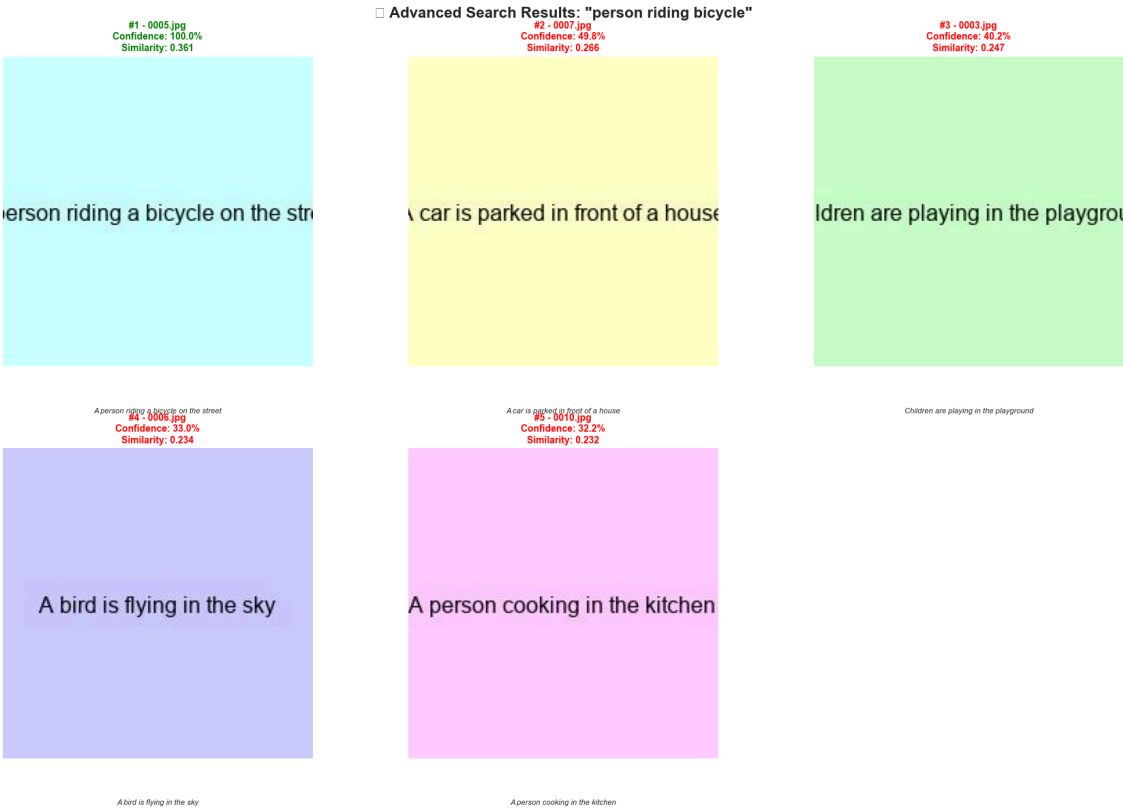 Advanced Search Results: "person riding bicycle"
#1 - 0005.jpg
Confidence: 100.0%
Similarity: 0.361
#2 - 0007.jpg
Confidence: 49.8%
Similarity: 0.266
#3 - 0003.jpg
Confidence: 40.2%
Similarity: 0.247
person riding a bicycle on the stre
A car is parked in front of a house
ldren are playing in the playgrou
A person riding a bicycle on the street
A car is parked in front of a house
Children are playing in the playground
#4 - 0006.jpg
Confidence: 33.0%
Similarity: 0.234
#5 - 0010.jpg
Confidence: 32.2%
Similarity: 0.232
A bird is flying in the sky
A person cooking in the kitchen
A bird is flying in the sky
A person cooking in the kitchen